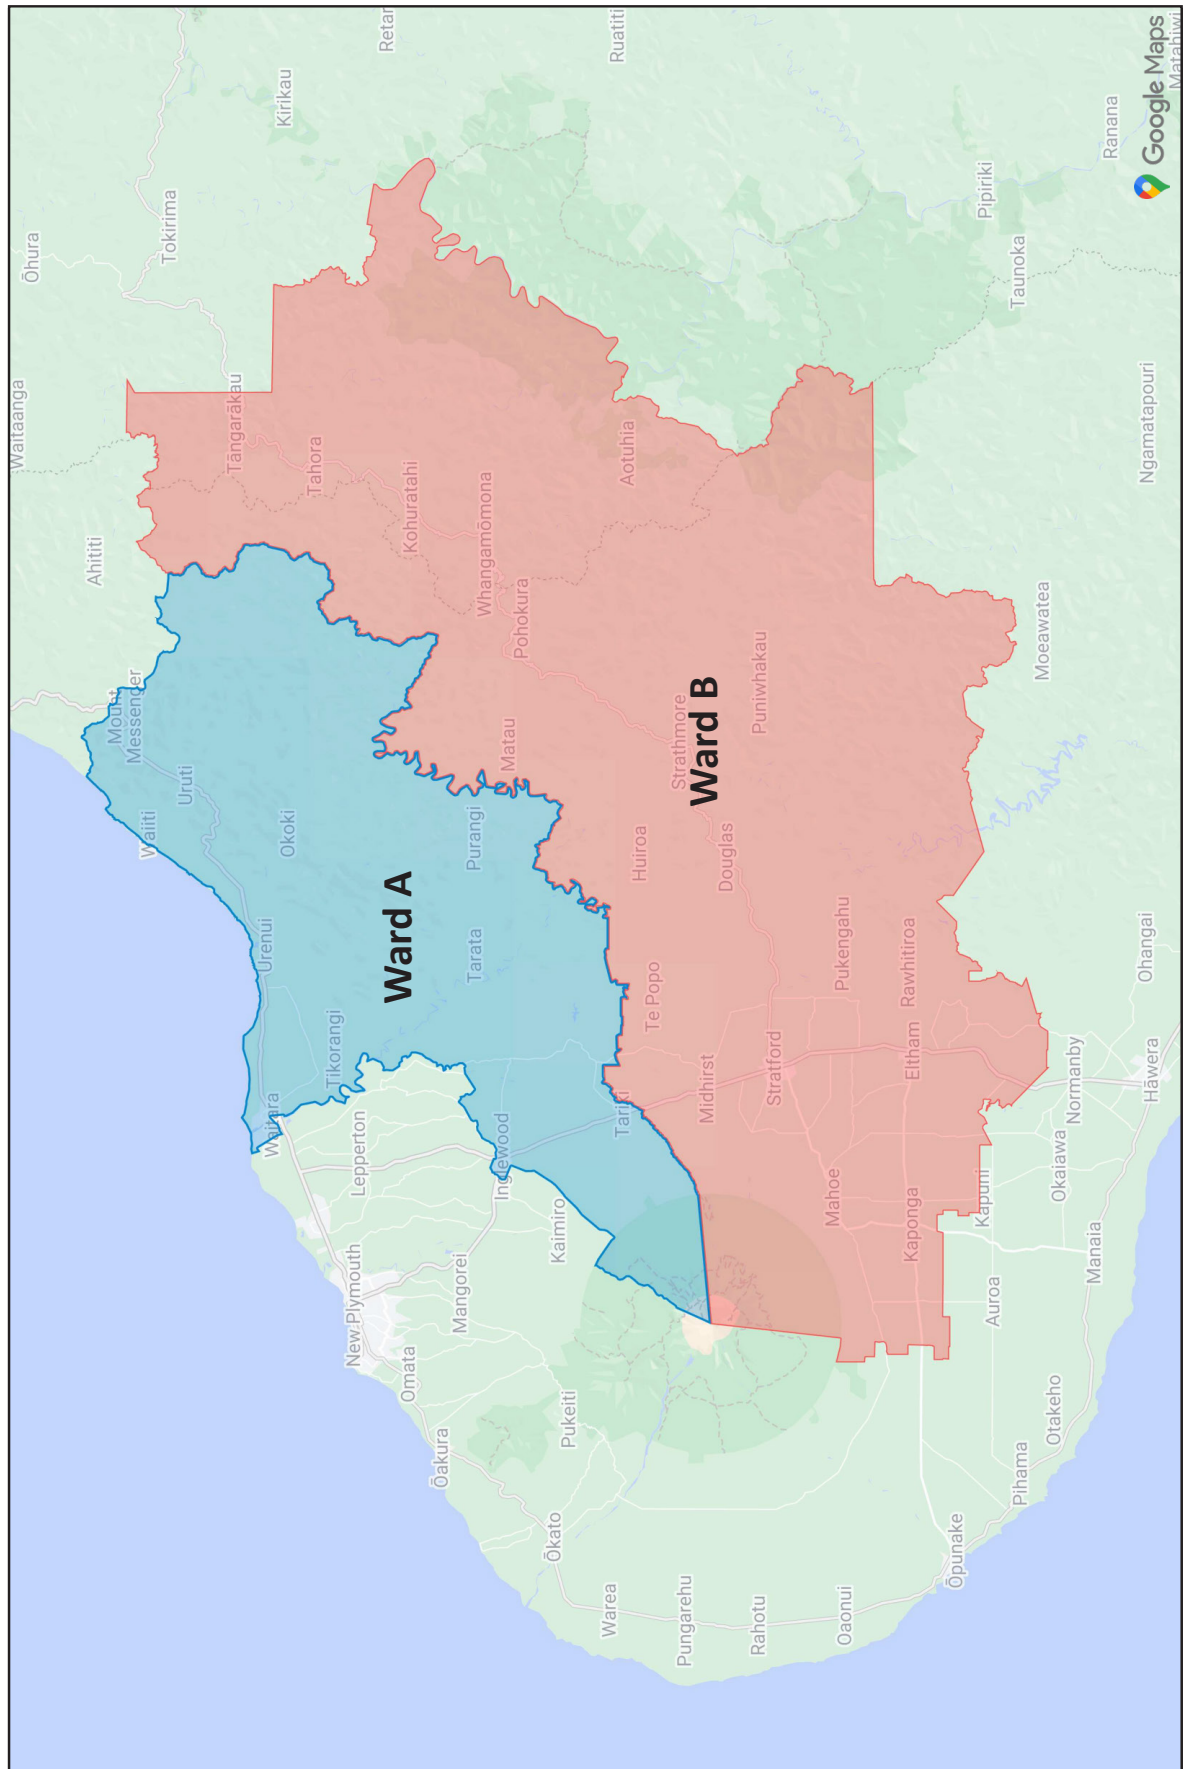 Waitaanga
Ōhura
Ahititi
Mount
Messenger
Waiiti
Tokirima
Uruti
Tāngarākau
Urenui
Waitara
Kirikau
Okoki
Tahora
Tikorangi
New Plymouth
Lepperton
Retar
Ward A
Omata
Kohuratahi
Ōakura
Mangorei
Tarata
Purangi
Whangamōmona
Inglewood
Matau
Pohokura
Ōkato
Kaimiro
Pukeiti
Warea
Ruatiti
Tariki
Aotuhia
Huiroa
Te Popo
Strathmore
Pungarehu
Ward B
Midhirst
Douglas
Rahotu
Puniwhakau
Stratford
Mahoe
Pukengahu
Oaonui
Rawhitiroa
Kaponga
Eltham
Ōpunake
Kapuni
Pipiriki
Auroa
Taunoka
Pihama
Moeawatea
Otakeho
Okaiawa
Normanby
Manaia
Ranana
Ohangai
Ngamatapouri
Hāwera
Google Maps
Matahiwi